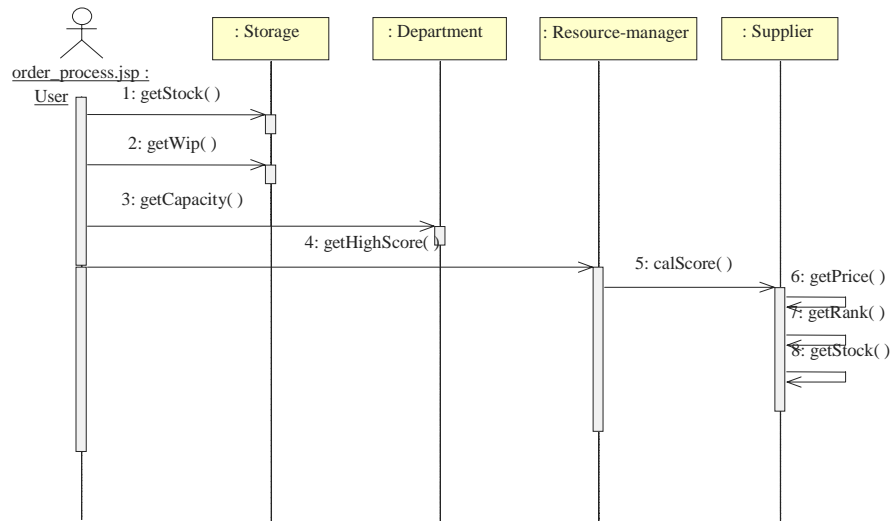 : Storage
: Department
: Resource-manager
: Supplier
order_process.jsp :
User
1: getStock( )
2: getWip( )
3: getCapacity( )
4: getHighScore( )
5: calScore( )
6: getPrice( )
7: getRank( )
8: getStock( )